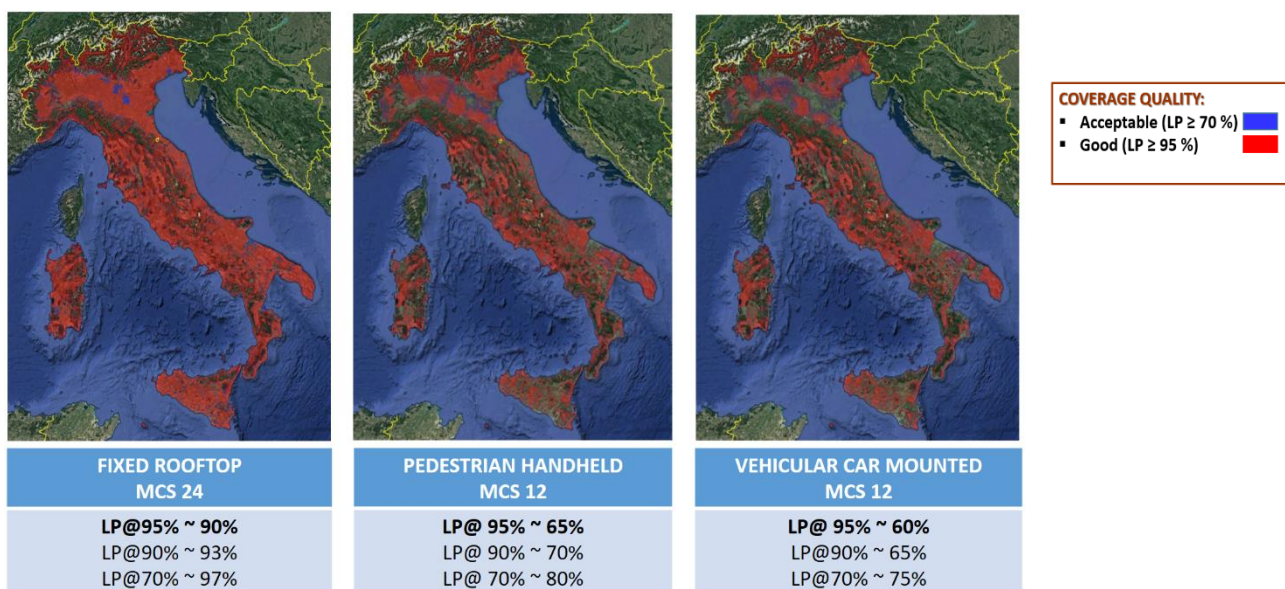 COVERAGE QUALITY:
▪ Acceptable (LP ≥ 70 %)
▪ Good (LP ≥ 95 %)
FIXED ROOFTOP
MCS 24
LP@95% ~ 90%
LP@90% ~ 93%
LP@70% ~ 97%
PEDESTRIAN HANDHELD
MCS 12
LP@ 95% ~ 65%
LP@ 90% ~ 70%
LP@ 70% ~ 80%
VEHICULAR CAR MOUNTED
MCS 12
LP@ 95% ~ 60%
LP@90% ~ 65%
LP@70% ~ 75%